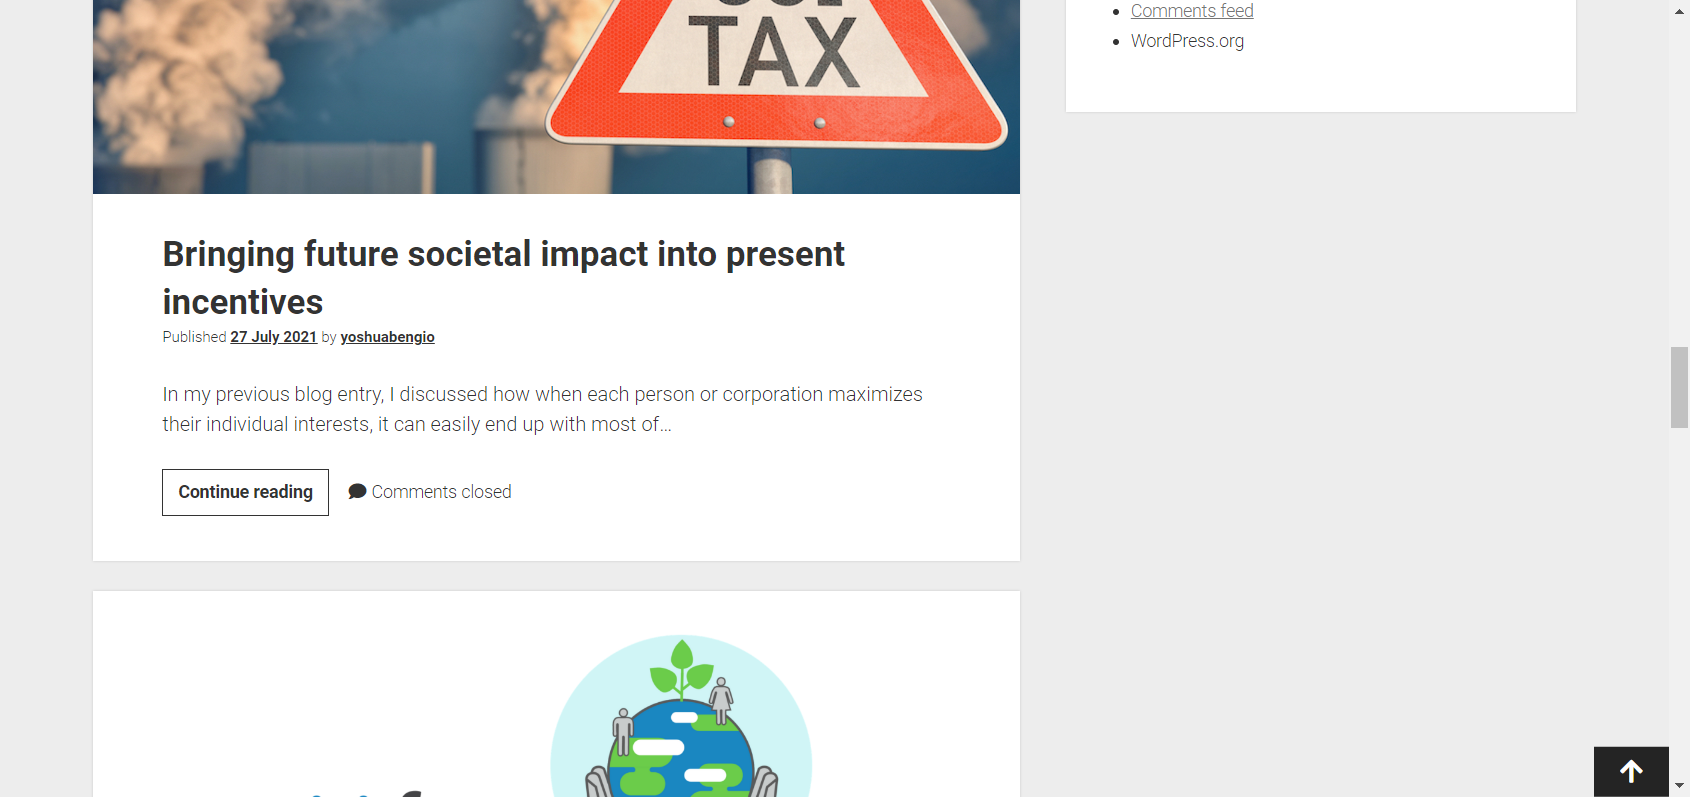 TAX
Bringing future societal impact into present
incentives
Published 27 July 2021 by yoshuabengio
In my previous blog entry, I discussed how when each person or corporation maximizes
their individual interests, it can easily end up with most of…
Continue reading
Comments closed
Comments feed
WordPress.org